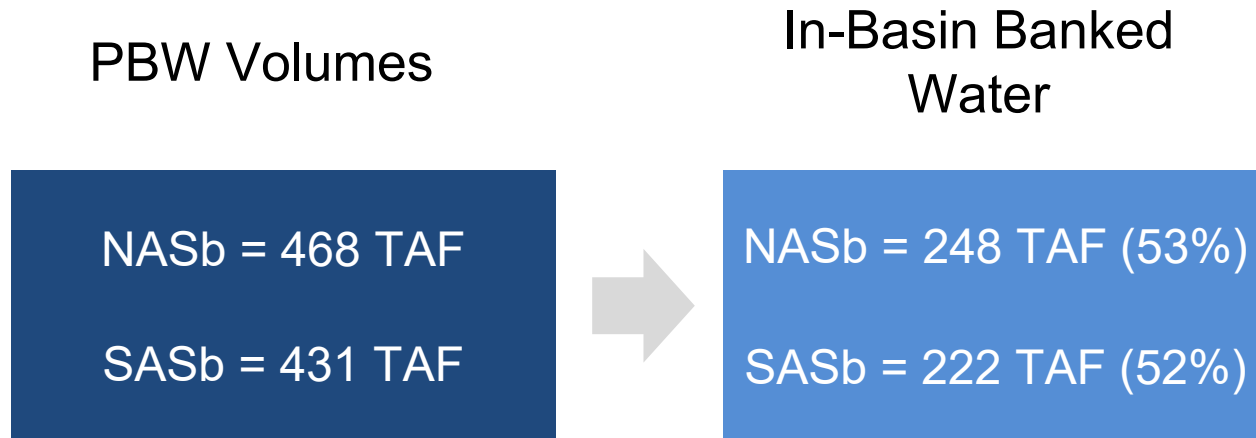 PBW Volumes
NASb = 468 TAF
SASb = 431 TAF
In-Basin Banked
Water
NASb = 248 TAF (53%)
SASb = 222 TAF (52%)